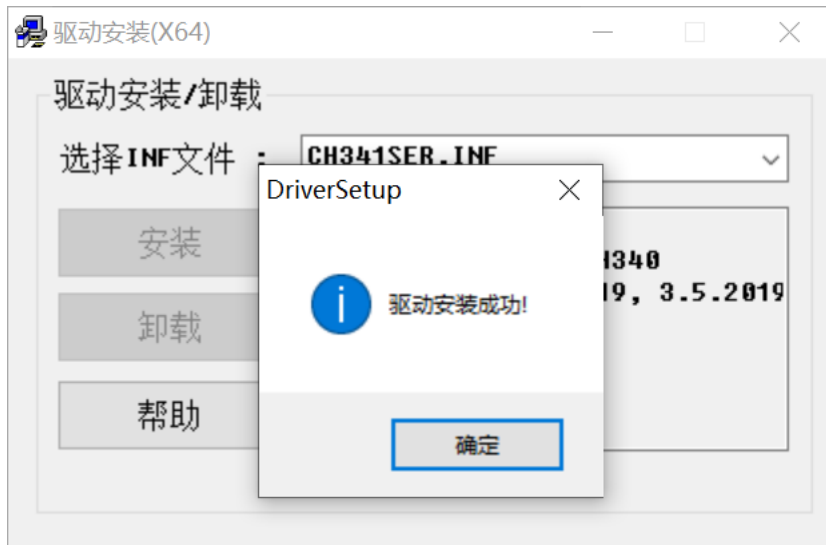 驱动安装(X64)
驱动安装/卸载
选择INF文件 :
CH341SER.INF
DriverSetup
安装
H340
驱动安装成功!
19, 3.5.2019
卸载
帮助
确定